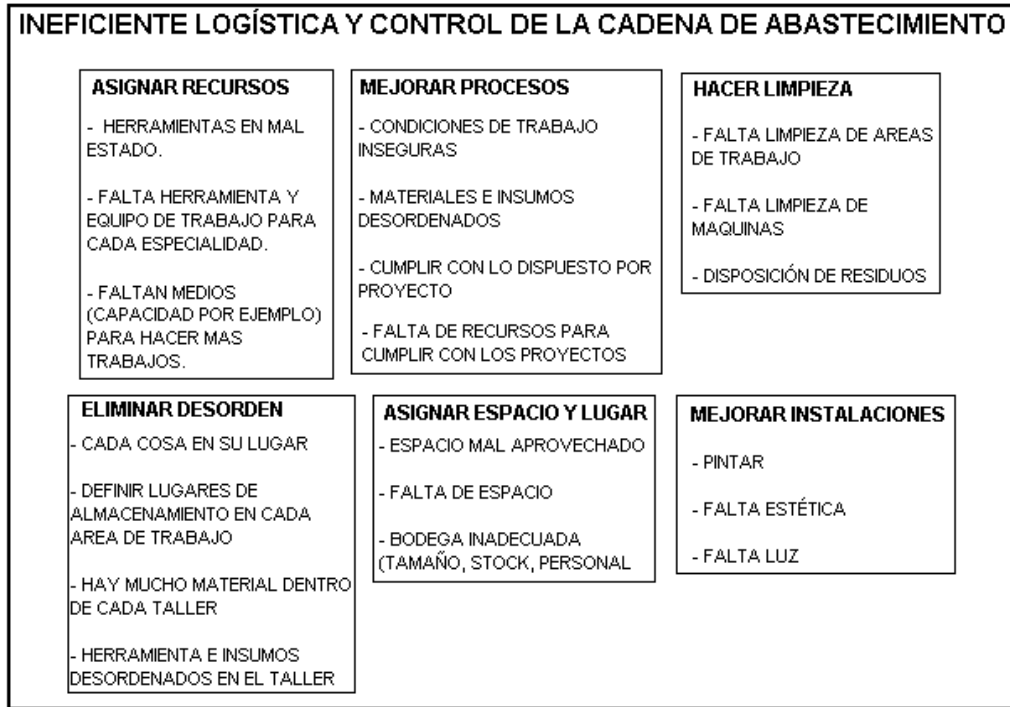 INEFICIENTE LOGÍSTICA Y CONTROL DE LA CADENA DE ABASTECIMIENTO
ASIGNAR RECURSOS
- HERRAMIENTAS EN MAL
ESTADO.
- FALTA HERRAMIENTA Y
EQUIPO DE TRABAJO PARA
CADA ESPECIALIDAD.
- FALTAN MEDIOS
(CAPACIDAD POR EJEMPLO)
PARA HACER MAS
TRABAJOS.
MEJORAR PROCESOS
- CONDICIONES DE TRABAJO
INSEGURAS
- MATERIALES E INSUMOS
DESORDENADOS
- CUMPLIR CON LO DISPUESTO POR
PROYECTO
- FALTA DE RECURSOS PARA
CUMPLIR CON LOS PROYECTOS
HACER LIMPIEZA
- FALTA LIMPIEZA DE AREAS
DE TRABAJO
- FALTA LIMPIEZA DE
MAQUINAS
- DISPOSICIÓN DE RESIDUOS
ELIMINAR DESORDEN
- CADA COSA EN SU LUGAR
- DEFINIR LUGARES DE
ALMACENAMIENTO EN CADA
AREA DE TRABAJO
- HAY MUCHO MATERIAL DENTRO
DE CADA TALLER
- HERRAMIENTA E INSUMOS
DESORDENADOS EN EL TALLER
ASIGNAR ESPACIO Y LUGAR
- ESPACIO MAL APROVECHADO
- FALTA DE ESPACIO
- BODEGA INADECUADA
(TAMAÑO, STOCK, PERSONAL
MEJORAR INSTALACIONES
- PINTAR
- FALTA ESTÉTICA
- FALTA LUZ